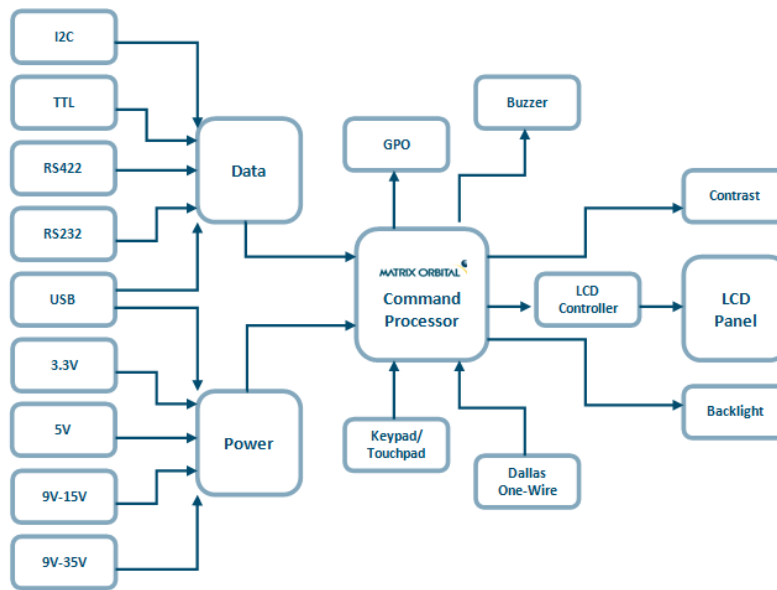 I2C
TTL
RS422
RS232
USB
3.3V
5V
9V-15V
9V-35V
Data
Power
GPO
Buzzer
MATRIX ORBITAL
Command
Processor
Keypad/
Touchpad
Dallas
One-Wire
Contrast
LCD
Controller
LCD
Panel
Backlight